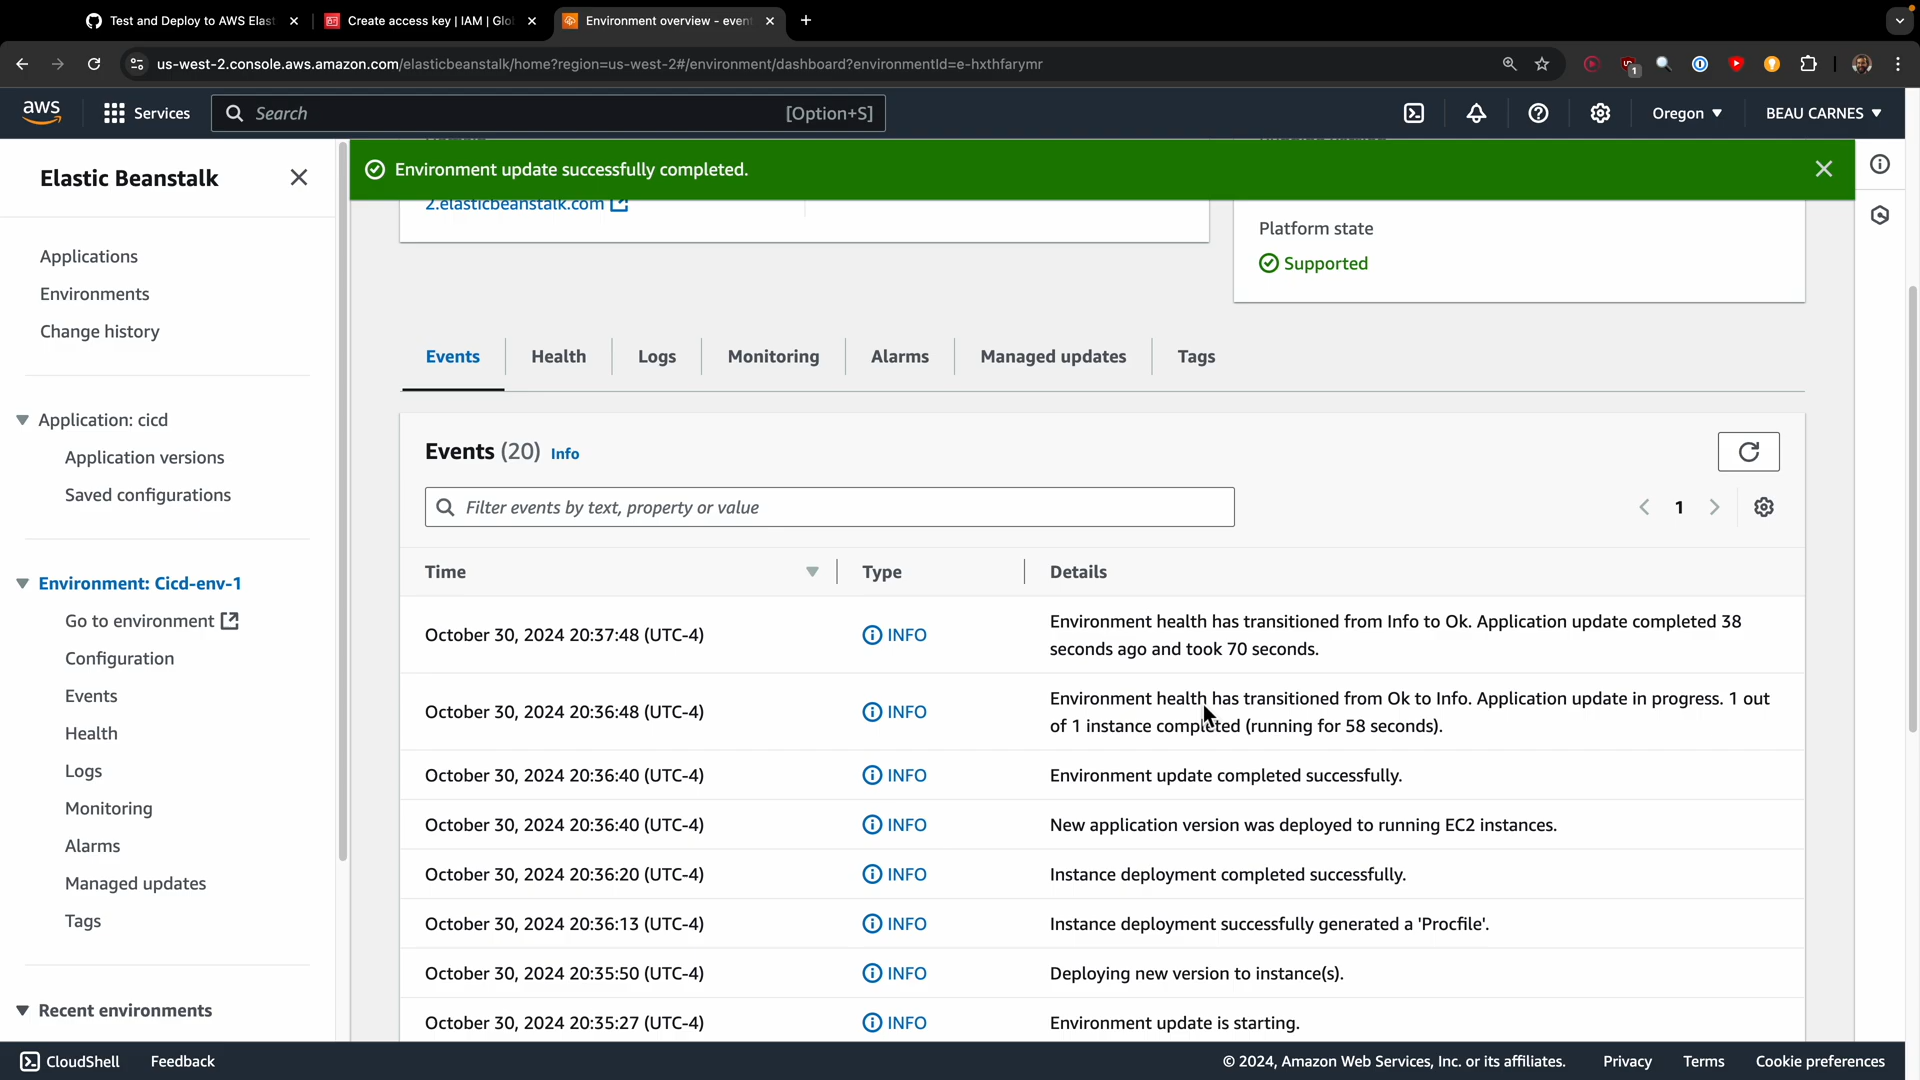 Test and Deploy to AWS Elast
Create access key | IAM | Glo
Environment overview - even
us-west-2.console.aws.amazon.com/elasticbeanstalk/home?region=us-west-2#/environment/dashboard?environmentId=e-hxthfarymr
1
aws
Services
Search
[Option+S]
Oregon
BEAU CARNES
Elastic Beanstalk
Environment update successfully completed.
2.elasticbeanstalk.com
Platform state
Supported
Applications
Environments
Change history
Application: cicd
Application versions
Saved configurations
Environment: Cicd-env-1
Go to environment
Configuration
Events
Health
Logs
Monitoring
Alarms
Managed updates
Tags
Recent environments
Events
Health
Logs
Monitoring
Alarms
Managed updates
Tags
Events (20) Info
Filter events by text, property or value
1
Time
Type
Details
October 30, 2024 20:37:48 (UTC-4)
INFO
Environment health has transitioned from Info to Ok. Application update completed 38
seconds ago and took 70 seconds.
October 30, 2024 20:36:48 (UTC-4)
INFO
Environment health has transitioned from Ok to Info. Application update in progress. 1 out
of 1 instance completed (running for 58 seconds).
October 30, 2024 20:36:40 (UTC-4)
INFO
Environment update completed successfully.
October 30, 2024 20:36:40 (UTC-4)
INFO
New application version was deployed to running EC2 instances.
October 30, 2024 20:36:20 (UTC-4)
INFO
Instance deployment completed successfully.
October 30, 2024 20:36:13 (UTC-4)
INFO
Instance deployment successfully generated a 'Procfile'.
October 30, 2024 20:35:50 (UTC-4)
INFO
Deploying new version to instance(s).
October 30, 2024 20:35:27 (UTC-4)
INFO
Environment update is starting.
CloudShell
Feedback
© 2024, Amazon Web Services, Inc. or its affiliates.
Privacy
Terms
Cookie preferences